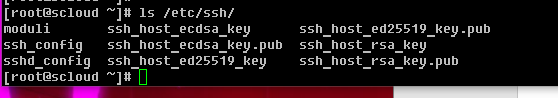 [root@scloud ~]# ls /etc/ssh/
moduli ssh_host_ecdsa_key ssh_host_ed25519_key.pub
ssh_config ssh_host_ecdsa_key.pub ssh_host_rsa_key
sshd_config ssh_host_ed25519_key ssh_host_rsa_key.pub
[root@scloud ~]#